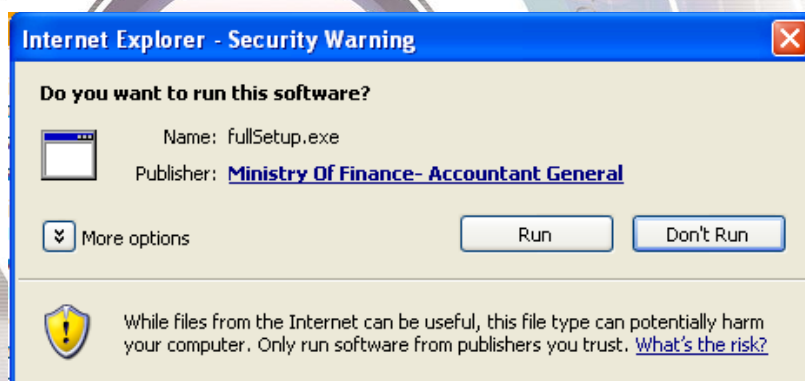 Internet Explorer - Security Warning
Do you want to run this software?
Name: fullSetup.exe
Publisher: Ministry Of Finance- Accountant General
More options
Run
Don't Run
While files from the Internet can be useful, this file type can potentially harm
your computer. Only run software from publishers you trust. What's the risk?